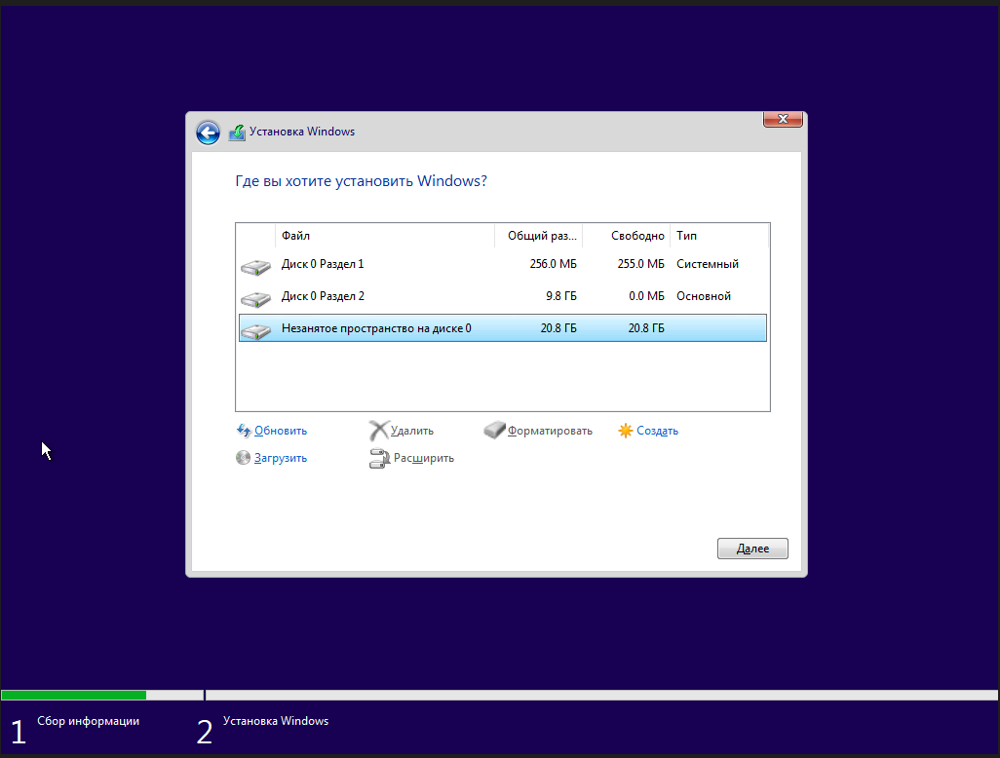 Установка Windows
Где вы хотите установить Windows?
Файл Общий раз... Свободно Тип
Диск 0 Раздел 1 256.0 МБ 255.0 МБ Системный
Диск 0 Раздел 2 9.8 ГБ 0.0 МБ Основной
Незанятое пространство на диске 0 20.8 ГБ 20.8 ГБ
Обновить Удалить Форматировать Создать
Загрузить Расширить
Далее
1 Сбор информации 2 Установка Windows